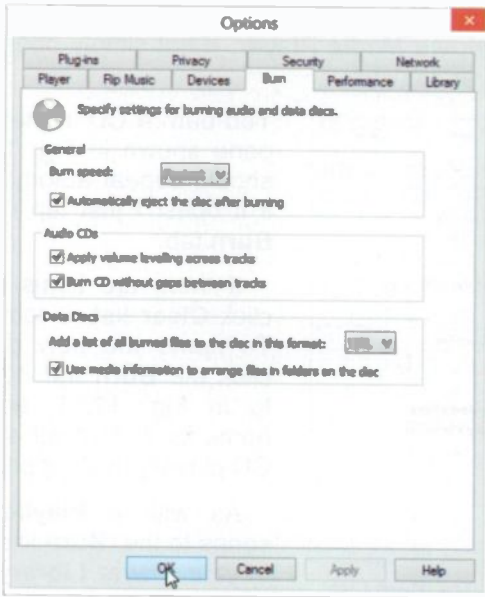 Options
Plug-ins Privacy Security Network
Player Rip Music Devices Burn Performance Library
Specify settings for burning audio and data discs.
General
Burn speed: Fastest
Automatically eject the disc after burning
Audio CDs
Apply volume levelling across tracks
Burn CD without gaps between tracks
Data Discs
Add a list of all burned files to the disc in this format:
Use media information to arrange files in folders on the disc
OK Cancel Apply Help